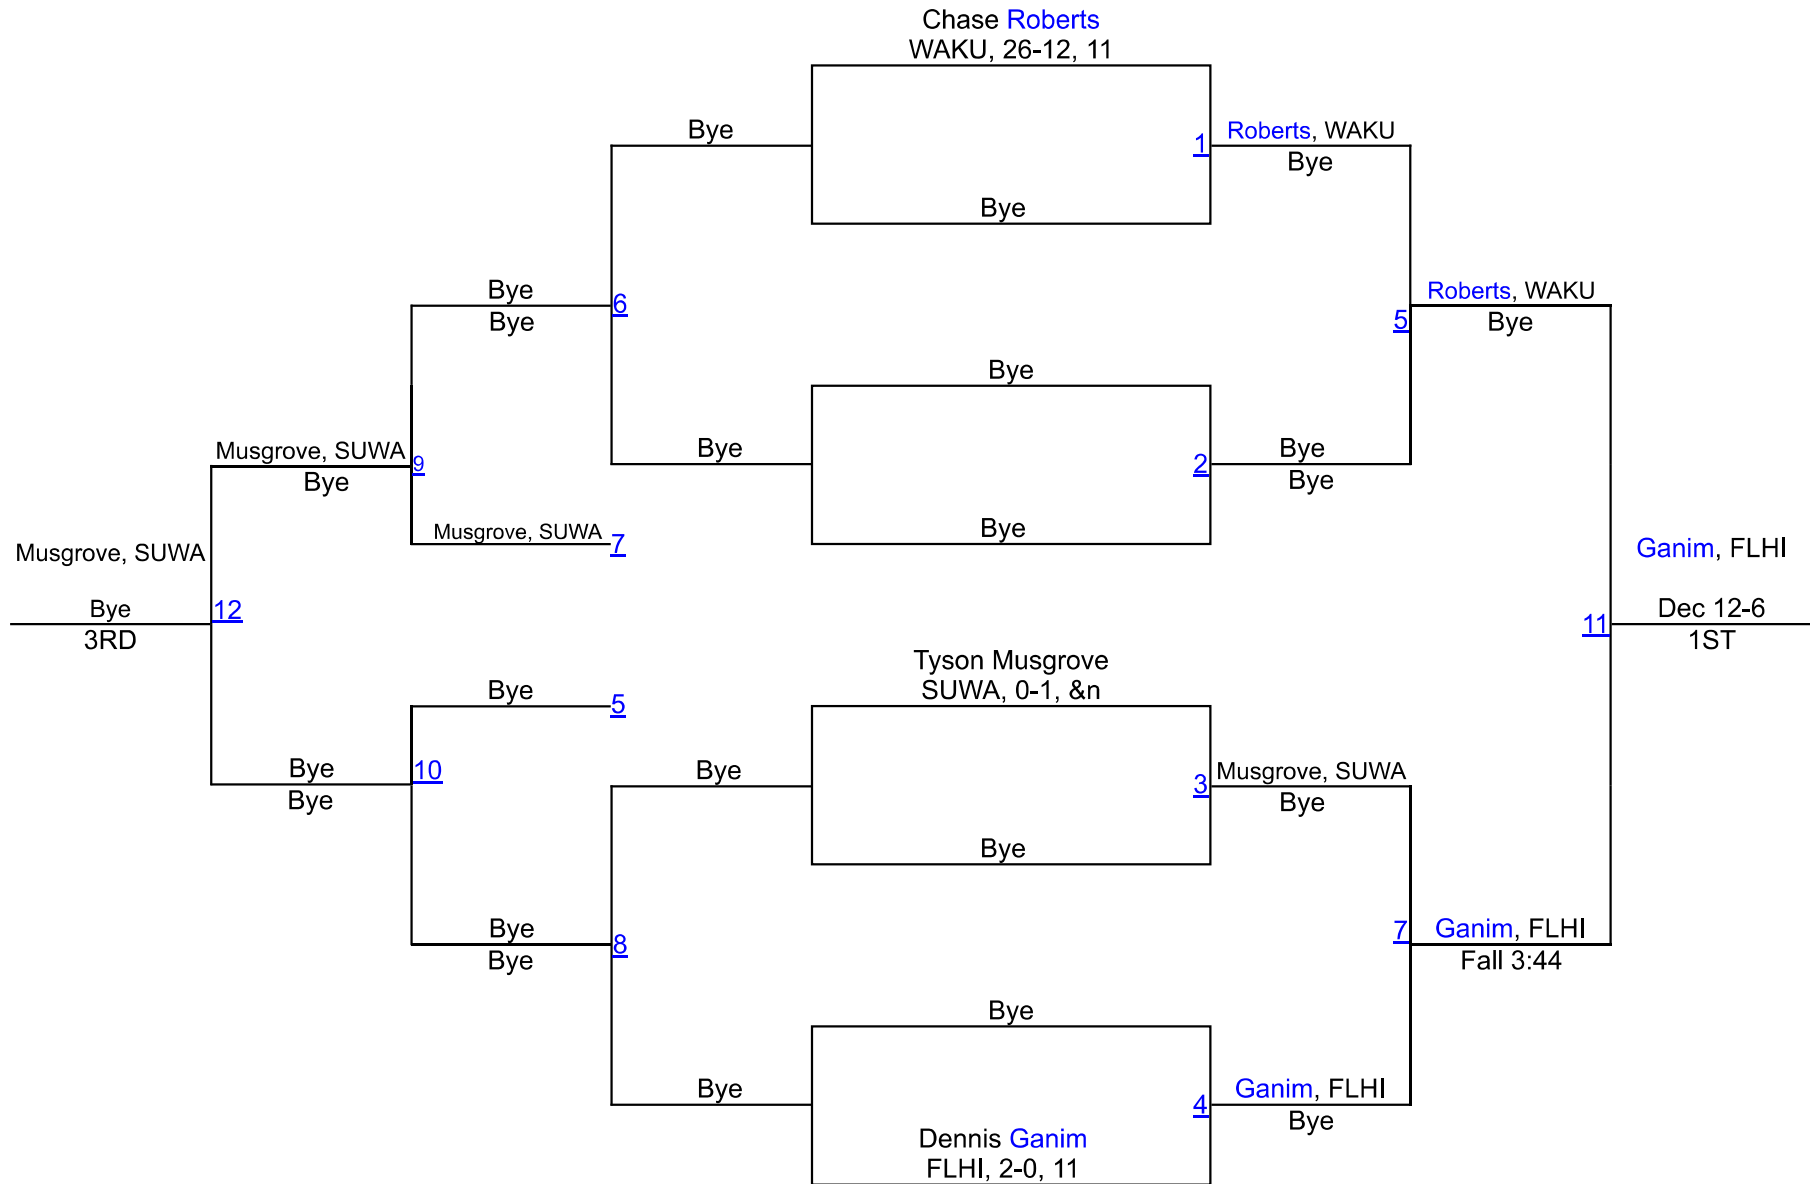 Chase Roberts
WAKU, 26-12, 11
Bye
1
Roberts, WAKU
Bye
Bye
Bye
Bye
6
Roberts, WAKU
5
Bye
Bye
Musgrove, SUWA
9
Bye
Bye
2
Bye
Bye
Bye
Musgrove, SUWA
7
Musgrove, SUWA
Bye
12
3RD
Ganim, FLHI
Dec 12-6
11
1ST
Tyson Musgrove
SUWA, 0-1, &n
Bye
5
Bye
10
Bye
Bye
3
Musgrove, SUWA
Bye
Bye
Bye
8
Bye
7
Ganim, FLHI
Fall 3:44
Bye
Bye
4
Ganim, FLHI
Bye
Dennis Ganim
FLHI, 2-0, 11